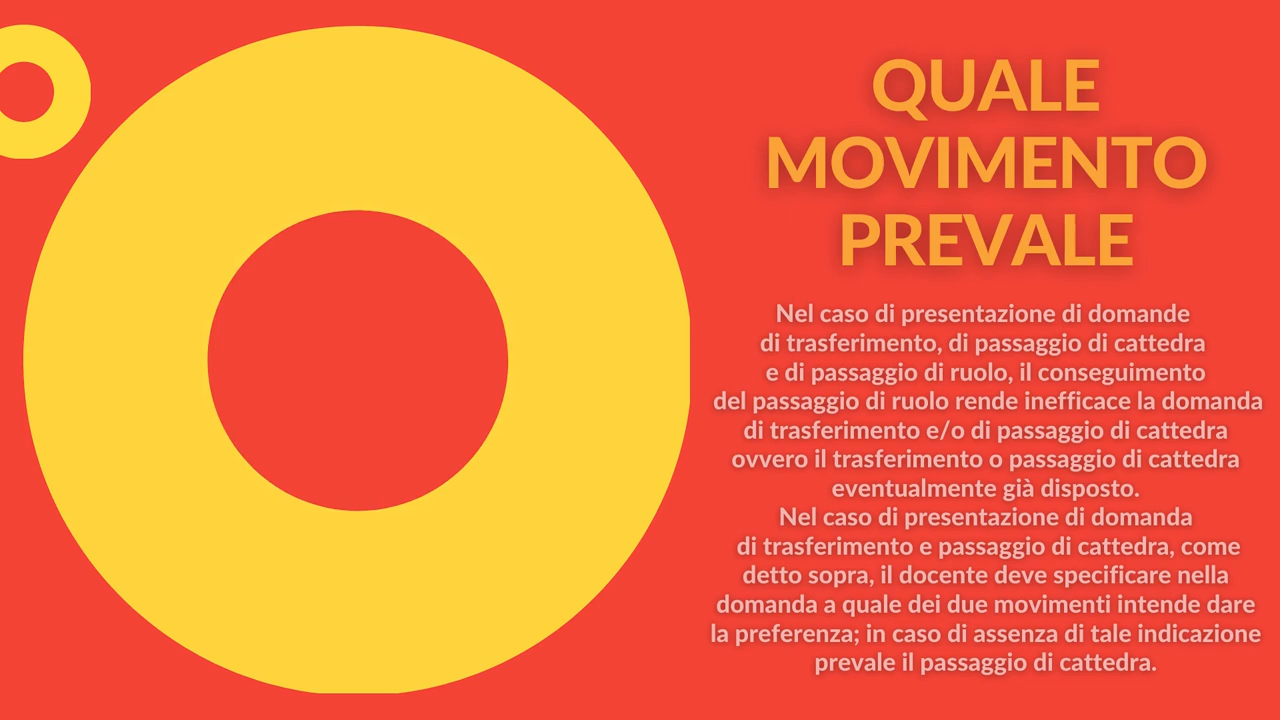 QUALE
MOVIMENTO
PREVALE
Nel caso di presentazione di domande
di trasferimento, di passaggio di cattedra
e di passaggio di ruolo, il conseguimento
del passaggio di ruolo rende inefficace la domanda
di trasferimento e/o di passaggio di cattedra
ovvero il trasferimento o passaggio di cattedra
eventualmente già disposto.
Nel caso di presentazione di domanda
di trasferimento e passaggio di cattedra, come
detto sopra, il docente deve specificare nella
domanda a quale dei due movimenti intende dare
la preferenza; in caso di assenza di tale indicazione
prevale il passaggio di cattedra.